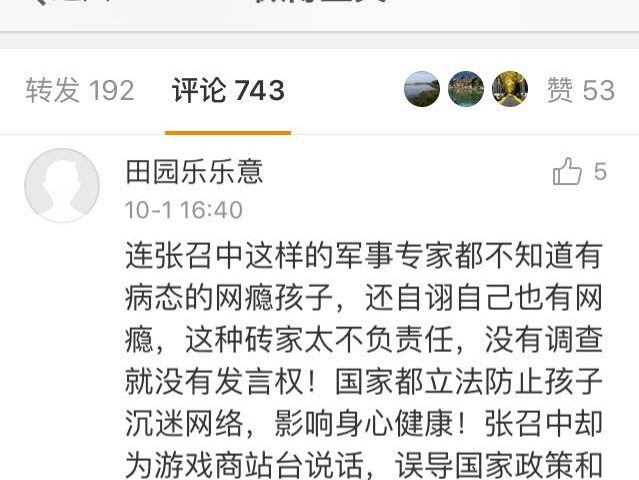 转发 192 评论 743 赞 53
田园乐乐意 5
10-1 16:40
连张召中这样的军事专家都不知道有
病态的网瘾孩子，还自诩自己也有网
瘾，这种砖家太不负责任，没有调查
就没有发言权！国家都立法防止孩子
沉迷网络，影响身心健康！张召中却
为游戏商站台说话，误导国家政策和